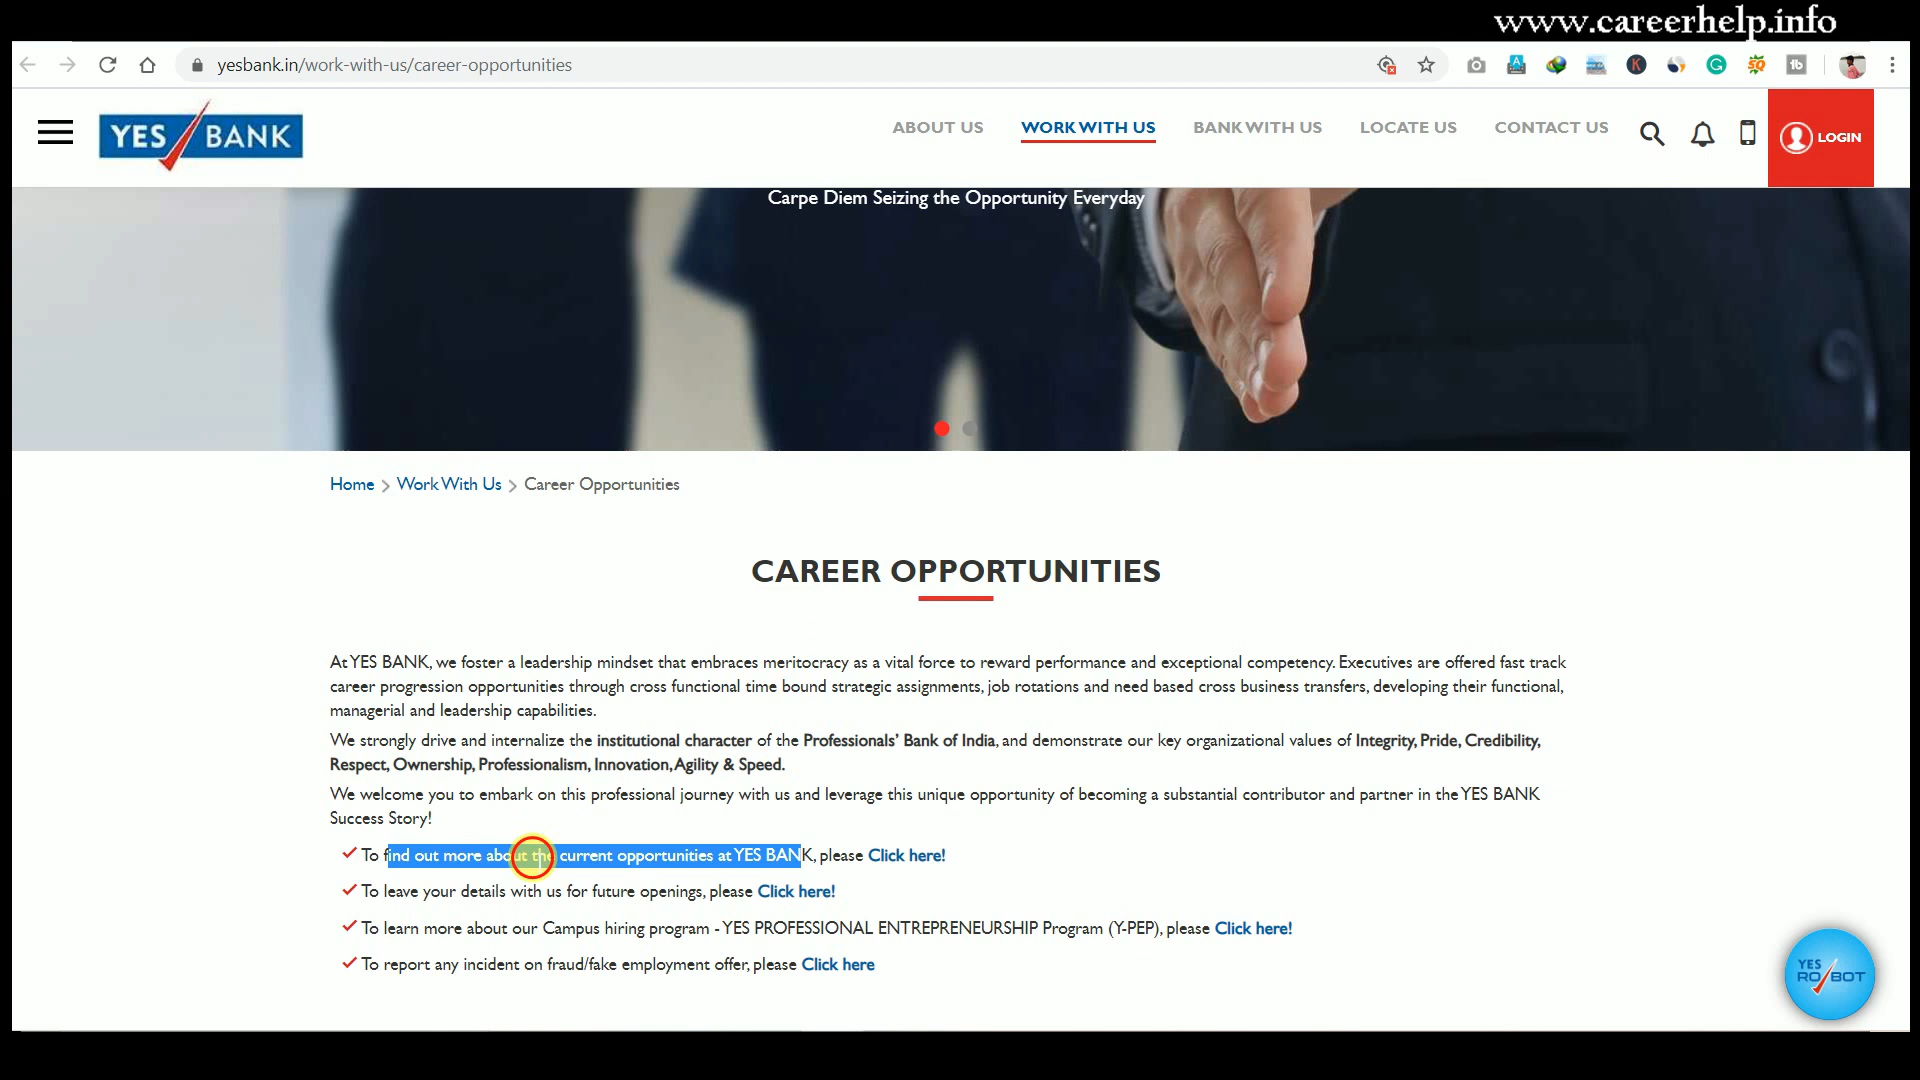 www.careerhelp.info
yesbank.in/work-with-us/career-opportunities
YES BANK
ABOUT US
WORK WITH US
BANK WITH US
LOCATE US
CONTACT US
LOGIN
Carpe Diem Seizing the Opportunity Everyday
Home > Work With Us > Career Opportunities
CAREER OPPORTUNITIES
At YES BANK, we foster a leadership mindset that embraces meritocracy as a vital force to reward performance and exceptional competency. Executives are offered fast track
career progression opportunities through cross functional time bound strategic assignments, job rotations and need based cross business transfers, developing their functional,
managerial and leadership capabilities.
We strongly drive and internalize the institutional character of the Professionals’ Bank of India, and demonstrate our key organizational values of Integrity, Pride, Credibility,
Respect, Ownership, Professionalism, Innovation, Agility & Speed.
We welcome you to embark on this professional journey with us and leverage this unique opportunity of becoming a substantial contributor and partner in the YES BANK
Success Story!
To find out more about the current opportunities at YES BANK, please Click here!
To leave your details with us for future openings, please Click here!
To learn more about our Campus hiring program - YES PROFESSIONAL ENTREPRENEURSHIP Program (Y-PEP), please Click here!
To report any incident on fraud/fake employment offer, please Click here
YES
RO/BOT